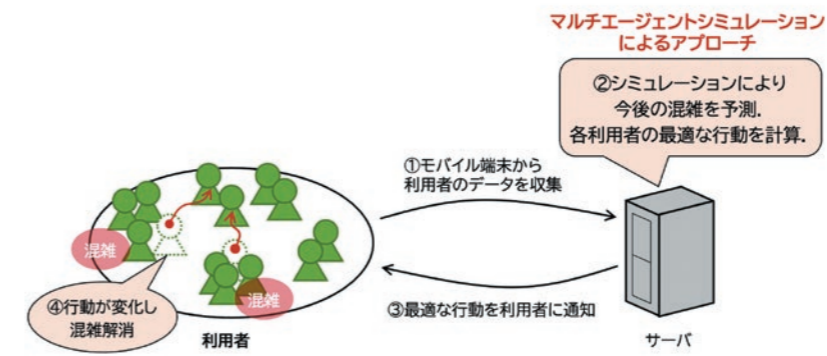 マルチエージェントシミュレーション
によるアプローチ
②シミュレーションにより
今後の混雑を予測.
各利用者の最適な行動を計算.
①モバイル端末から
利用者のデータを収集
混雑
混雑
④行動が変化し
混雑解消
利用者
③最適な行動を利用者に通知
サーバ